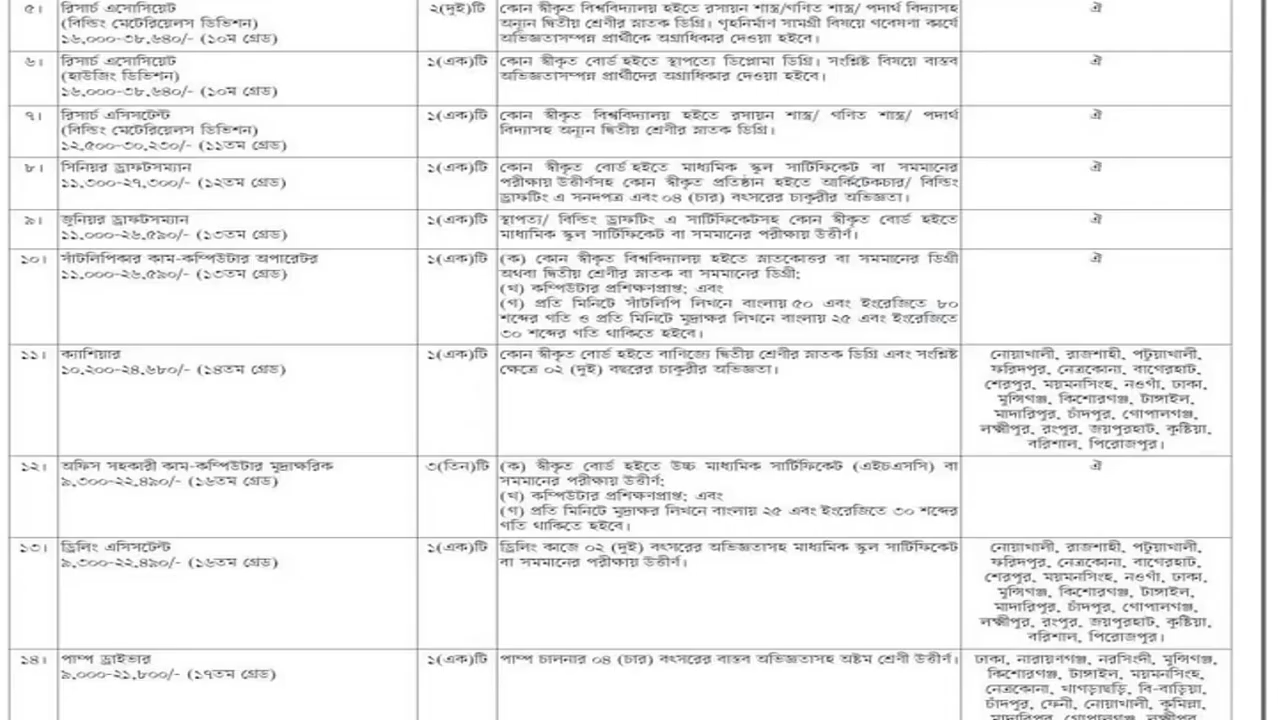 ৫। রিসার্চ এসোসিয়েট
(বিল্ডিং মেটেরিয়েলস ডিভিশন)
১৬,০০০-৩৮,৬৪০/- (১০ম গ্রেড)
২(দুই)টি
কোন স্বীকৃত বিশ্ববিদ্যালয় হইতে রসায়ন শাস্ত্র/গণিত শাস্ত্র/ পদার্থ বিদ্যাসহ
অন্যূন দ্বিতীয় শ্রেণীর স্নাতক ডিগ্রি। গৃহনির্মাণ সামগ্রী বিষয়ে গবেষণা কার্যে
অভিজ্ঞতাসম্পন্ন প্রার্থীকে অগ্রাধিকার দেওয়া হইবে।
ঐ
৬। রিসার্চ এসোসিয়েট
(হাউজিং ডিভিশন)
১৬,০০০-৩৮,৬৪০/- (১০ম গ্রেড)
১(এক)টি
কোন স্বীকৃত বোর্ড হইতে স্থাপত্যে ডিপ্লোমা ডিগ্রি। সংশ্লিষ্ট বিষয়ে বাস্তব
অভিজ্ঞতাসম্পন্ন প্রার্থীদের অগ্রাধিকার দেওয়া হইবে।
ঐ
৭। রিসার্চ এসিসটেন্ট
(বিল্ডিং মেটেরিয়েলস ডিভিশন)
১২,৫০০-৩০,২৩০/- (১১তম গ্রেড)
১(এক)টি
কোন স্বীকৃত বিশ্ববিদ্যালয় হইতে রসায়ন শাস্ত্র/ গণিত শাস্ত্র/ পদার্থ
বিদ্যাসহ অন্যূন দ্বিতীয় শ্রেণীর স্নাতক ডিগ্রি।
ঐ
৮। সিনিয়র ড্রাফটসম্যান
১১,৩০০-২৭,৩০০/- (১২তম গ্রেড)
১(এক)টি
কোন স্বীকৃত বোর্ড হইতে মাধ্যমিক স্কুল সার্টিফিকেট বা সমমানের
পরীক্ষায় উত্তীর্ণসহ কোন স্বীকৃত প্রতিষ্ঠান হইতে আর্কিটেকচার/ বিল্ডিং
ড্রাফটিং এ সনদপত্র এবং ০৪ (চার) বৎসরের চাকুরীর অভিজ্ঞতা।
ঐ
৯। জুনিয়র ড্রাফটসম্যান
১১,০০০-২৬,৫৯০/- (১৩তম গ্রেড)
১(এক)টি
স্থাপত্য/ বিল্ডিং ড্রাফটিং এ সার্টিফিকেটসহ কোন স্বীকৃত বোর্ড হইতে
মাধ্যমিক স্কুল সার্টিফিকেট বা সমমানের পরীক্ষায় উত্তীর্ণ।
ঐ
১০। সাঁটলিপিকার কাম-কম্পিউটার অপারেটর
১১,০০০-২৬,৫৯০/- (১৩তম গ্রেড)
১(এক)টি
(ক) কোন স্বীকৃত বিশ্ববিদ্যালয় হইতে স্নাতকোত্তর বা সমমানের ডিগ্রী
অথবা দ্বিতীয় শ্রেণীর স্নাতক বা সমমানের ডিগ্রী;
(খ) কম্পিউটার প্রশিক্ষণপ্রাপ্ত; এবং
(গ) প্রতি মিনিটে সাঁটলিপি লিখনে বাংলায় ৫০ এবং ইংরেজিতে ৮০
শব্দের গতি ও প্রতি মিনিটে মুদ্রাক্ষর লিখনে বাংলায় ২৫ এবং ইংরেজিতে
৩০ শব্দের গতি থাকিতে হইবে।
ঐ
১১। ক্যাশিয়ার
১০,২০০-২৪,৬৮০/- (১৪তম গ্রেড)
১(এক)টি
কোন স্বীকৃত বোর্ড হইতে বাণিজ্যে দ্বিতীয় শ্রেণীর স্নাতক ডিগ্রি এবং সংশ্লিষ্ট
ক্ষেত্রে ০২ (দুই) বছরের চাকুরীর অভিজ্ঞতা।
নোয়াখালী, রাজশাহী, পটুয়াখালী,
ফরিদপুর, নেত্রকোনা, বাগেরহাট,
শেরপুর, ময়মনসিংহ, নওগাঁ, ঢাকা,
মুন্সিগঞ্জ, কিশোরগঞ্জ, টাঙ্গাইল,
মাদারিপুর, চাঁদপুর, গোপালগঞ্জ,
লক্ষীপুর, রংপুর, জয়পুরহাট, কুষ্টিয়া,
বরিশাল, পিরোজপুর।
১২। অফিস সহকারী কাম-কম্পিউটার মুদ্রাক্ষরিক
৯,৩০০-২২,৪৯০/- (১৬তম গ্রেড)
৩(তিন)টি
(ক) স্বীকৃত বোর্ড হইতে উচ্চ মাধ্যমিক সার্টিফিকেট (এইচএসসি) বা
সমমানের পরীক্ষায় উত্তীর্ণ;
(খ) কম্পিউটার প্রশিক্ষণপ্রাপ্ত; এবং
(গ) প্রতি মিনিটে মুদ্রাক্ষর লিখনে বাংলায় ২৫ এবং ইংরেজিতে ৩০ শব্দের
গতি থাকিতে হইবে।
ঐ
১৩। ড্রিলিং এসিসটেন্ট
৯,৩০০-২২,৪৯০/- (১৬তম গ্রেড)
১(এক)টি
ড্রিলিং কাজে ০২ (দুই) বৎসরের অভিজ্ঞতাসহ মাধ্যমিক স্কুল সার্টিফিকেট
বা সমমানের পরীক্ষায় উত্তীর্ণ।
নোয়াখালী, রাজশাহী, পটুয়াখালী,
ফরিদপুর, নেত্রকোনা, বাগেরহাট,
শেরপুর, ময়মনসিংহ, নওগাঁ, ঢাকা,
মুন্সিগঞ্জ, কিশোরগঞ্জ, টাঙ্গাইল,
মাদারিপুর, চাঁদপুর, গোপালগঞ্জ,
লক্ষীপুর, রংপুর, জয়পুরহাট, কুষ্টিয়া,
বরিশাল, পিরোজপুর।
১৪। পাম্প ড্রাইভার
৯,০০০-২১,৮০০/- (১৭তম গ্রেড)
১(এক)টি
পাম্প চালনার ০৪ (চার) বৎসরের বাস্তব অভিজ্ঞতাসহ অষ্টম শ্রেণী উত্তীর্ণ।
ঢাকা, নারায়ণগঞ্জ, নরসিংদী, মুন্সিগঞ্জ,
কিশোরগঞ্জ, টাঙ্গাইল, ময়মনসিংহ,
নেত্রকোনা, খাগড়াছড়ি, বি-বাড়িয়া,
চাঁদপুর, ফেনী, নোয়াখালী, কুমিল্লা,
মাদারিপুর, গোপালগঞ্জ, লক্ষীপুর,